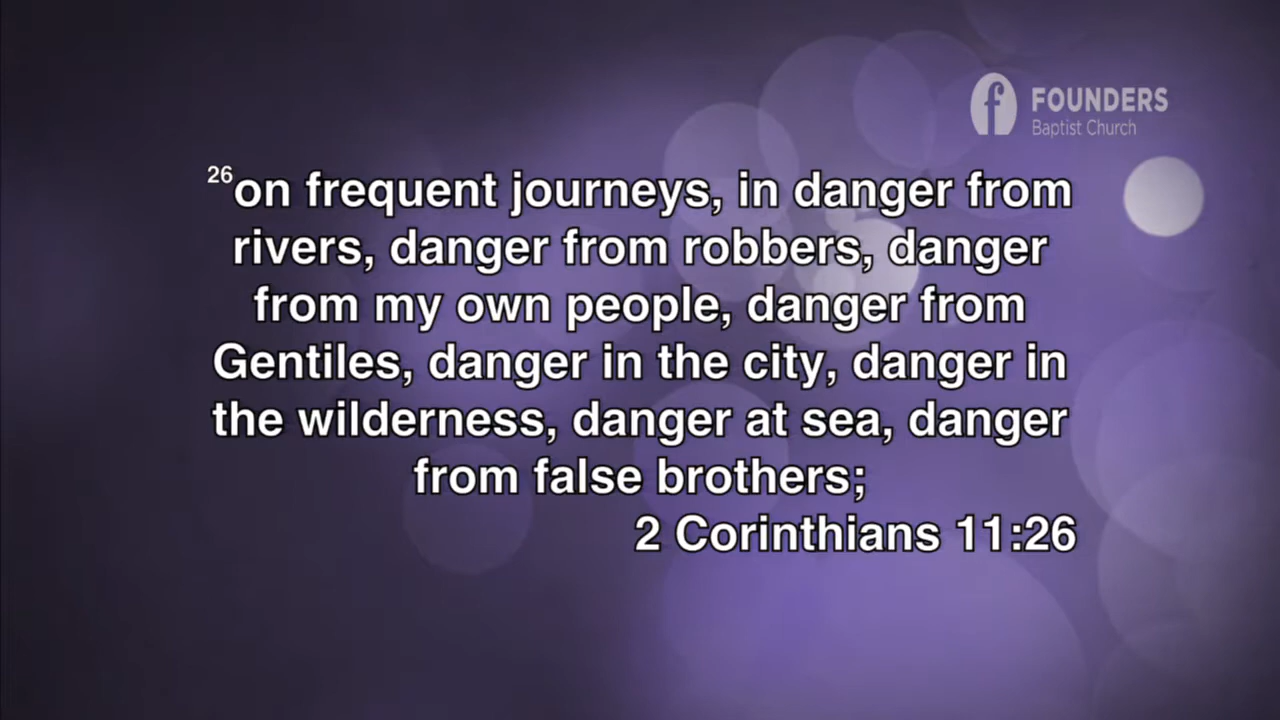 FOUNDERS
Baptist Church
26on frequent journeys, in danger from
rivers, danger from robbers, danger
from my own people, danger from
Gentiles, danger in the city, danger in
the wilderness, danger at sea, danger
from false brothers;
2 Corinthians 11:26